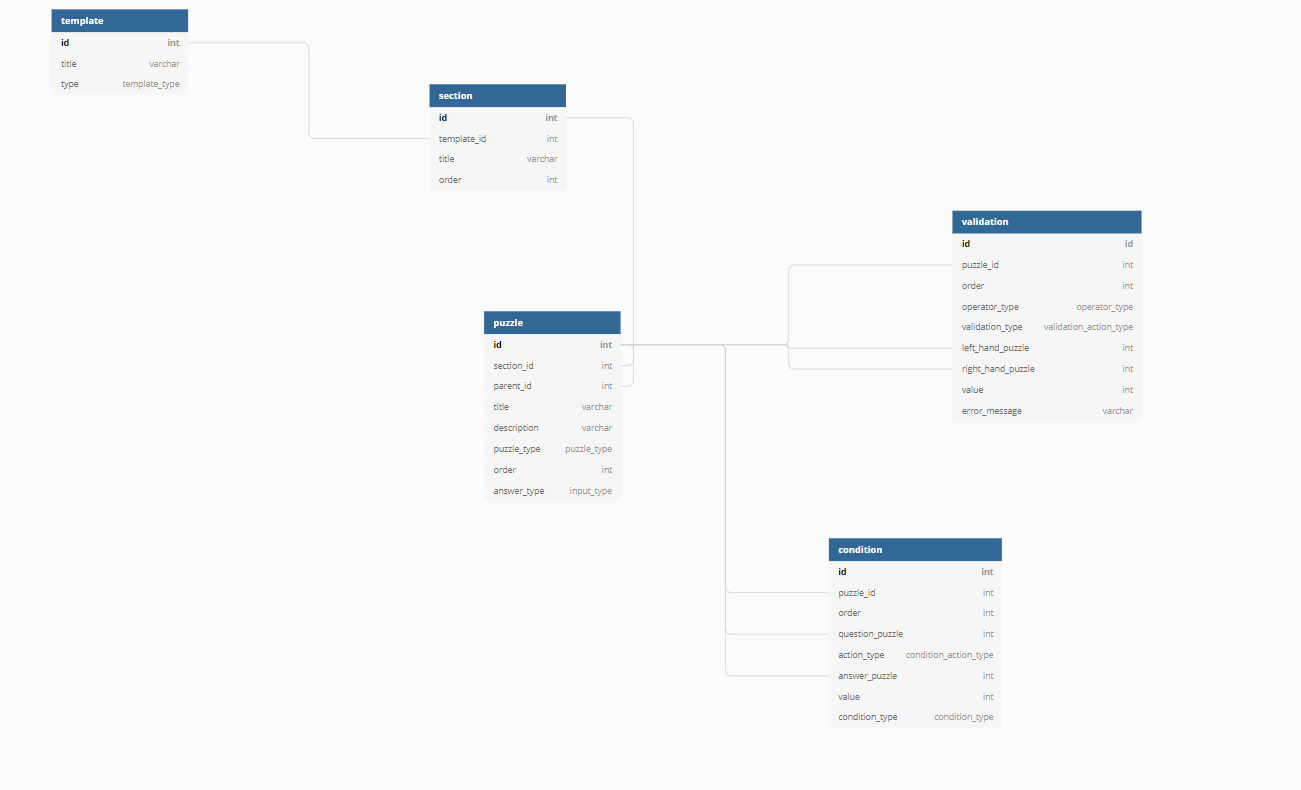 template
id int
title varchar
type template_type
section
id int
template_id int
title varchar
order int
validation
id id
puzzle_id int
order int
operator_type operator_type
validation_type validation_action_type
left_hand_puzzle int
right_hand_puzzle int
value int
error_message varchar
puzzle
id int
section_id int
parent_id int
title varchar
description varchar
puzzle_type puzzle_type
order int
answer_type input_type
condition
id int
puzzle_id int
order int
question_puzzle int
action_type condition_action_type
answer_puzzle int
value int
condition_type condition_type